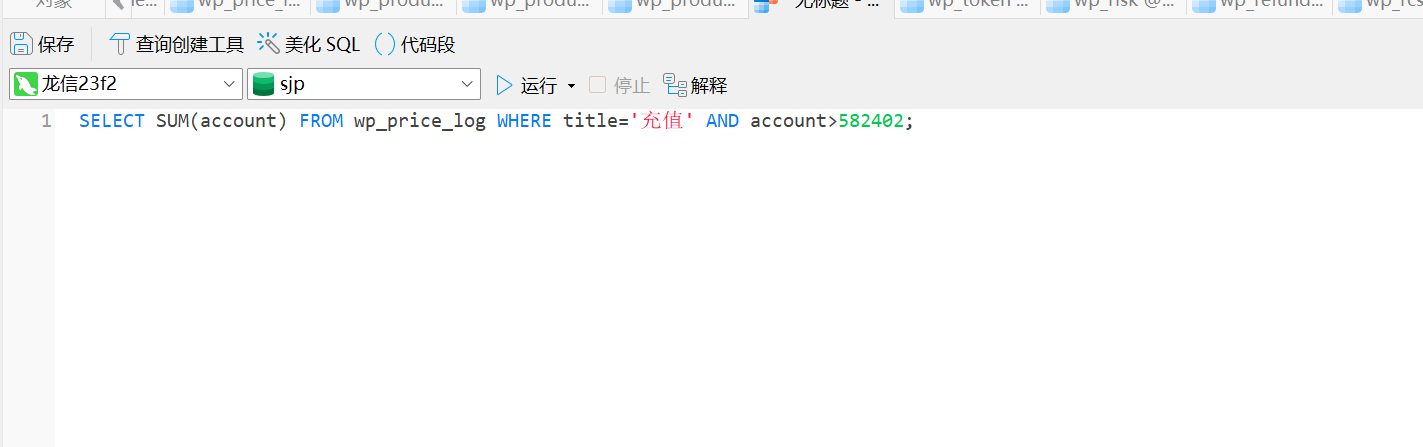 对象 wp_price_l... wp_produ... wp_produ... wp_produ... 无标题 - ... wp_token ... wp_risk @... wp_refund...
保存 查询创建工具 美化 SQL () 代码段
龙信23f2 sjp 运行 停止 解释
1 SELECT SUM(account) FROM wp_price_log WHERE title='充值' AND account>582402;